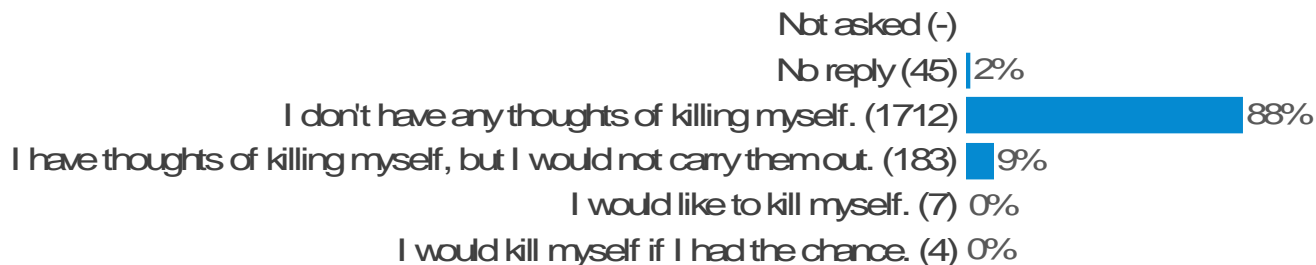 Not asked (-)
No reply (45) 2%
I don't have any thoughts of killing myself. (1712) 88%
I have thoughts of killing myself, but I would not carry them out. (183) 9%
I would like to kill myself. (7) 0%
I would kill myself if I had the chance. (4) 0%